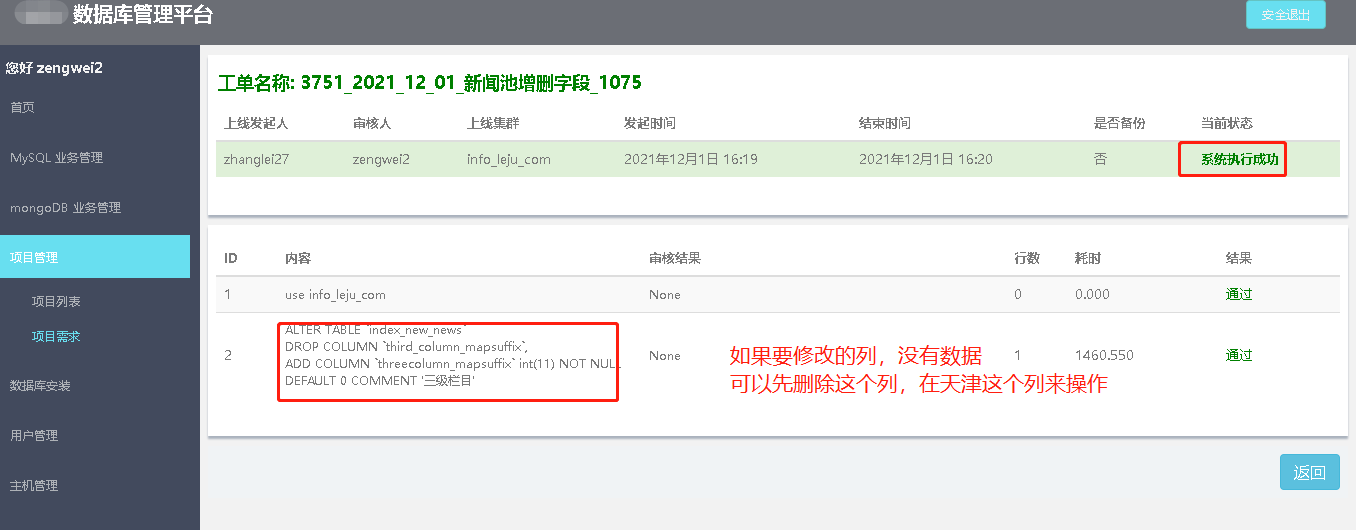 数据库管理平台
安全退出
您好 zengwei2
首页
MySQL 业务管理
mongoDB 业务管理
项目管理
项目列表
项目需求
数据库安装
用户管理
主机管理
工单名称: 3751_2021_12_01_新闻池增删字段_1075
上线发起人 审核人 上线集群 发起时间 结束时间 是否备份 当前状态
zhanglei27 zengwei2 info_leju_com 2021年12月1日 16:19 2021年12月1日 16:20 否 系统执行成功
ID 内容 审核结果 行数 耗时 结果
1 use info_leju_com None 0 0.000 通过
ALTER TABLE `index_new_news`
DROP COLUMN `third_column_mapsuffix`,
ADD COLUMN `threecolumn_mapsuffix` int(11) NOT NULL
DEFAULT 0 COMMENT '三级栏目'
2 None 1 1460.550 通过
如果要修改的列，没有数据
可以先删除这个列，在天津这个列来操作
返回